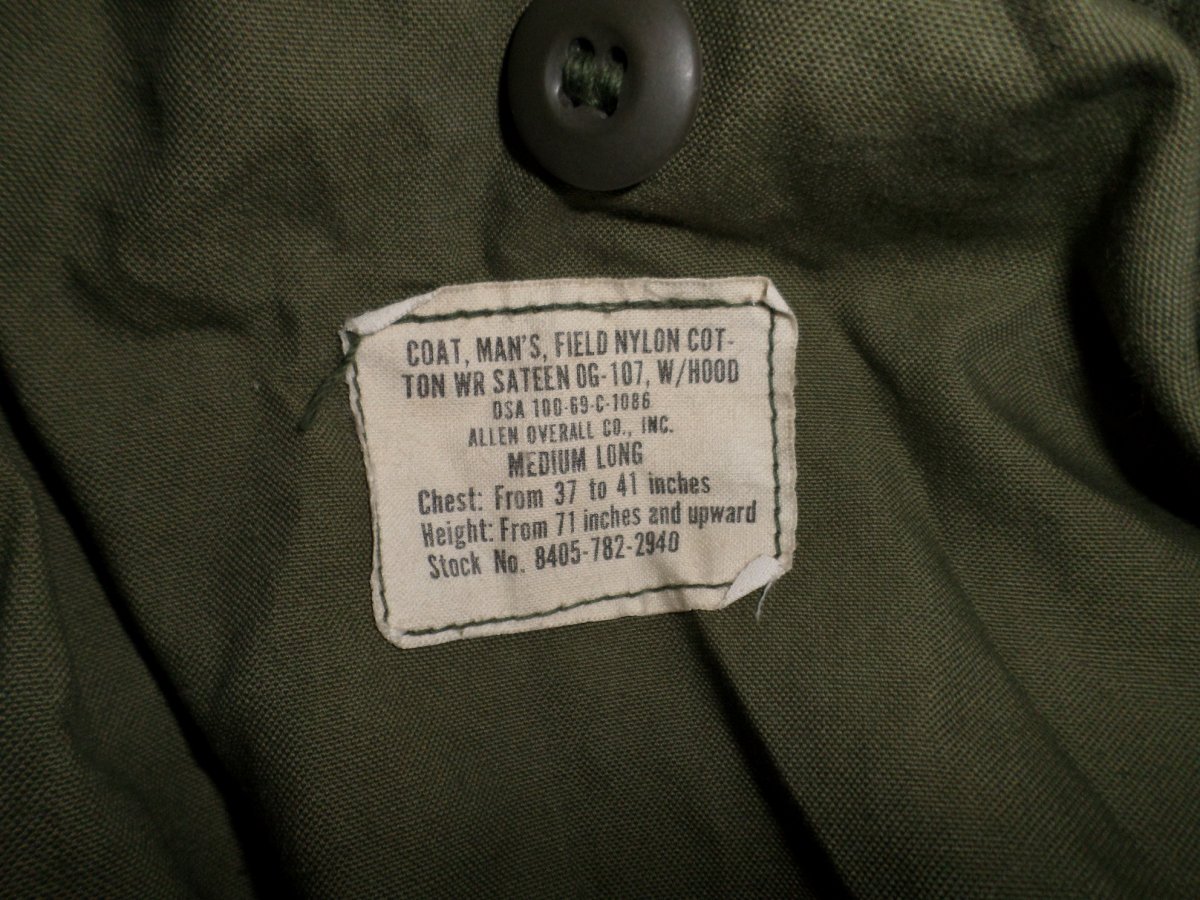 COAT, MAN'S, FIELD NYLON COT-
TON WR SATEEN OG-107, W/HOOD
DSA 100-69-C-1086
ALLEN OVERALL CO., INC.
MEDIUM LONG
Chest: From 37 to 41 inches
Height: From 71 inches and upward
Stock No. 8405-782-2940